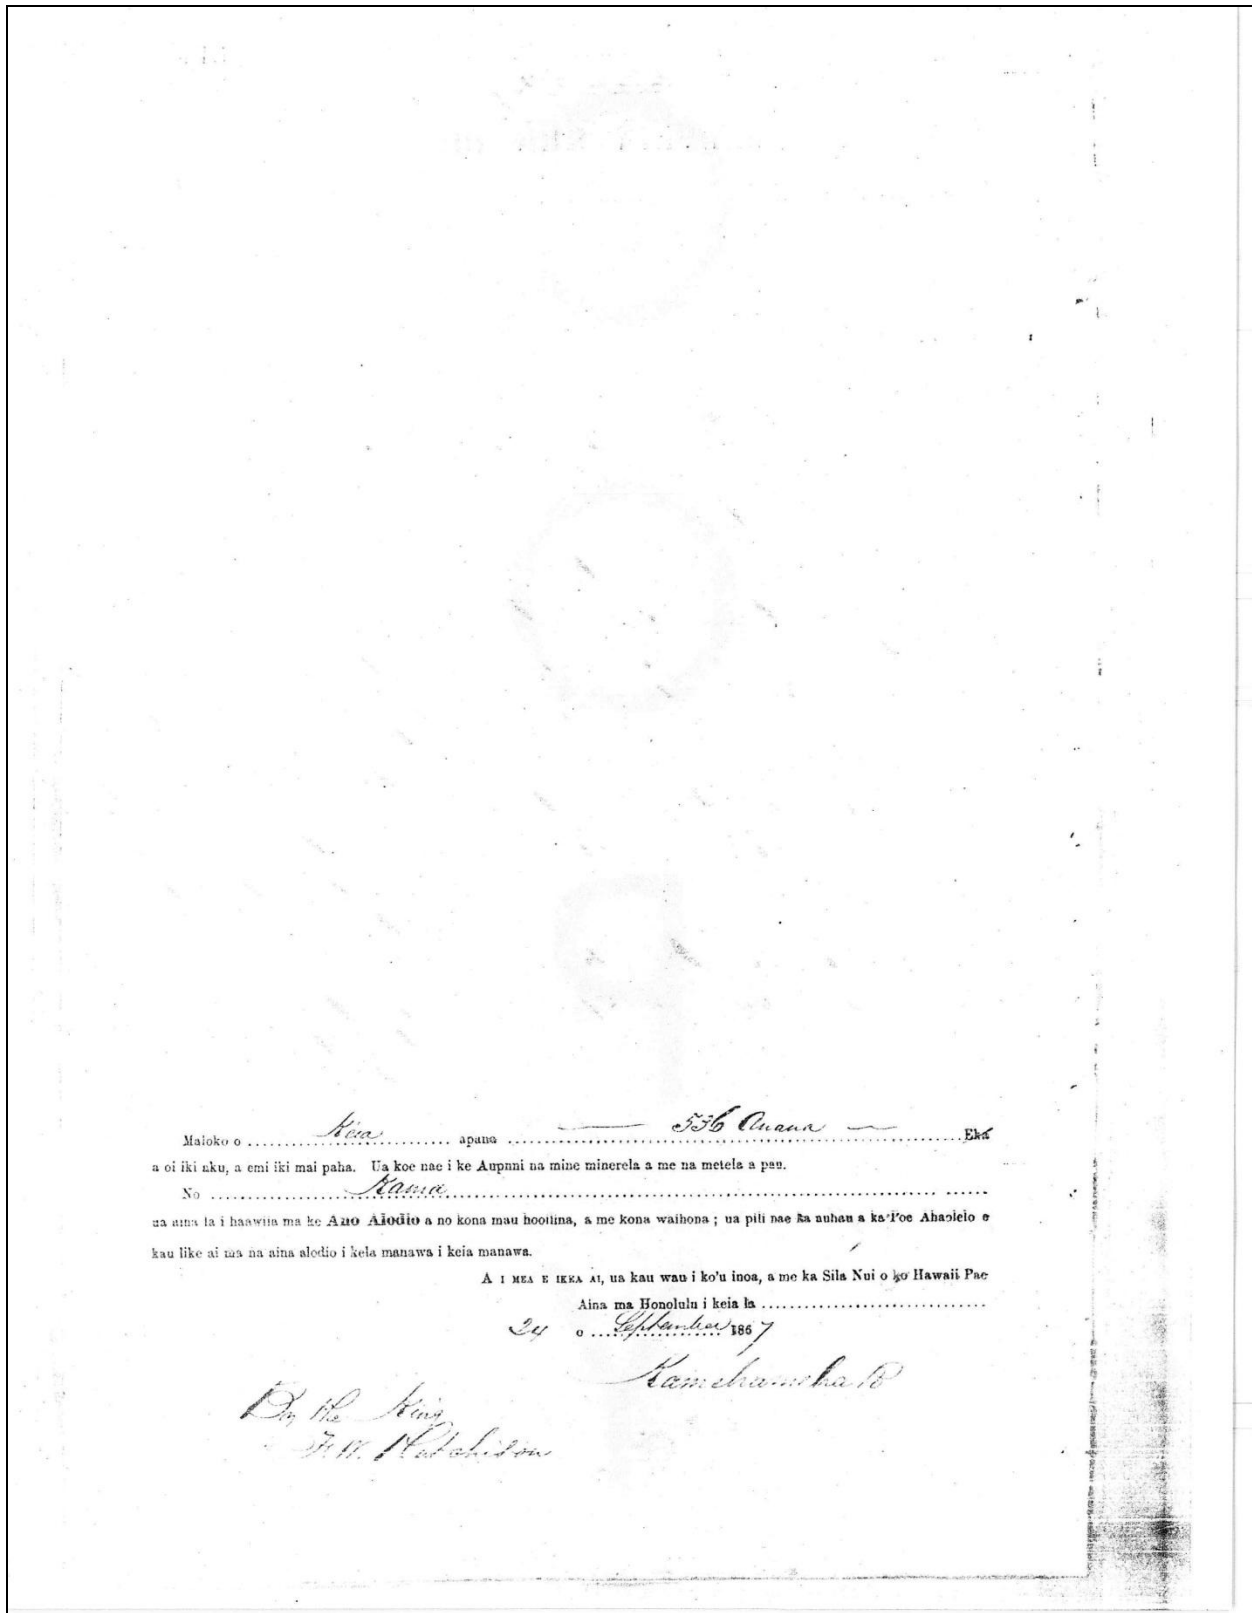 Maloko o ........ Keia ........ apana ........ 536 Anana ........ Eka
a oi iki aku, a emi iki mai paha. Ua koe nae i ke Aupuni na mine minerela a me na metela a pau.
No ........ Kama ........
ua aina la i haawiia ma ke Ano Alodio a no kona mau hooilina, a me kona waihona; ua pili nae ka auhau a ka Poe Ahaolelo e
kau like ai ma na aina alodio i kela manawa i keia manawa.
A I MEA E IKEA AI, ua kau wau i ko'u inoa, a me ka Sila Nui o ko Hawaii Pae
Aina ma Honolulu i keia la ........
24 o September 1867
Kamehameha R
By the King
F. W. Hutchison